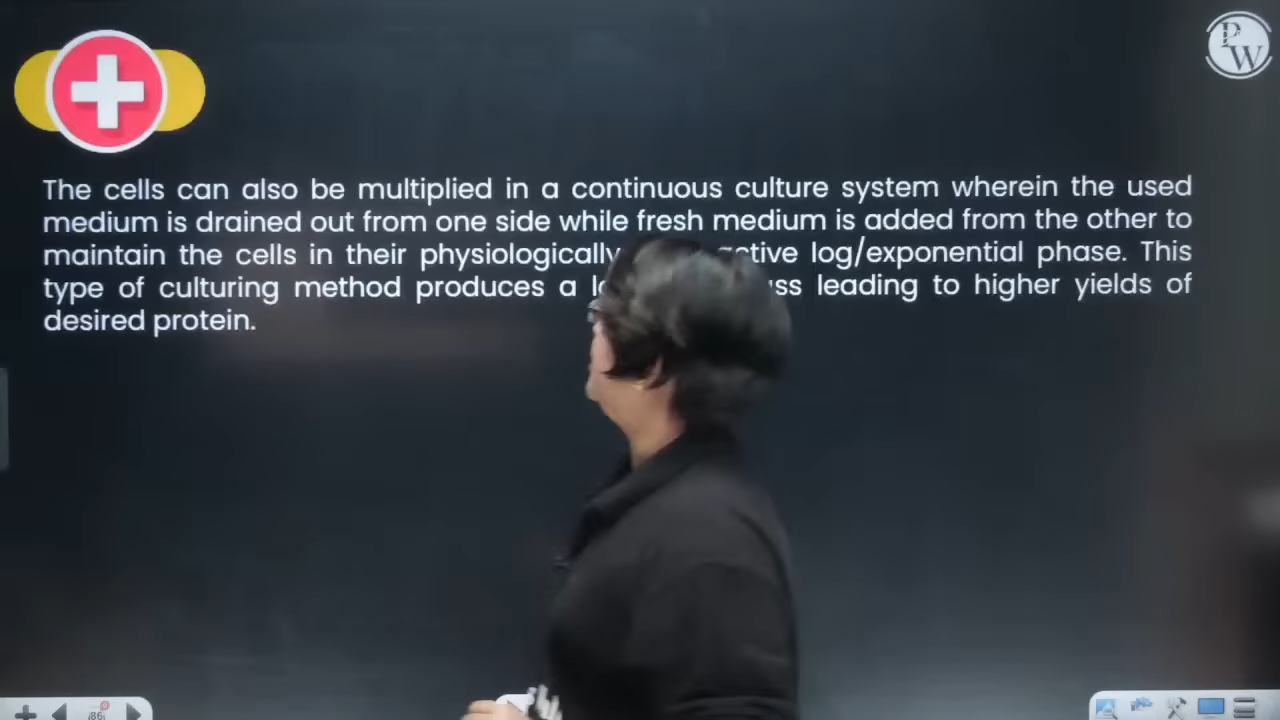 PW
The cells can also be multiplied in a continuous culture system wherein the used
medium is drained out from one side while fresh medium is added from the other to
maintain the cells in their physiologically log/exponential phase. This
type of culturing method produces a leading to higher yields of
desired protein.
86